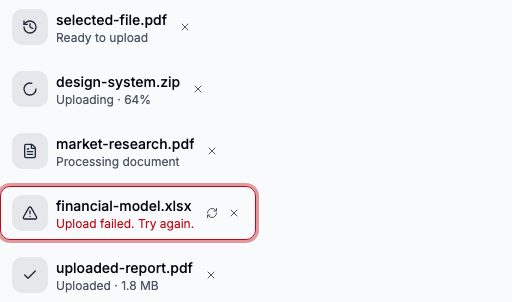 selected-file.pdf
Ready to upload
design-system.zip
Uploading · 64%
market-research.pdf
Processing document
financial-model.xlsx
Upload failed. Try again.
uploaded-report.pdf
Uploaded · 1.8 MB